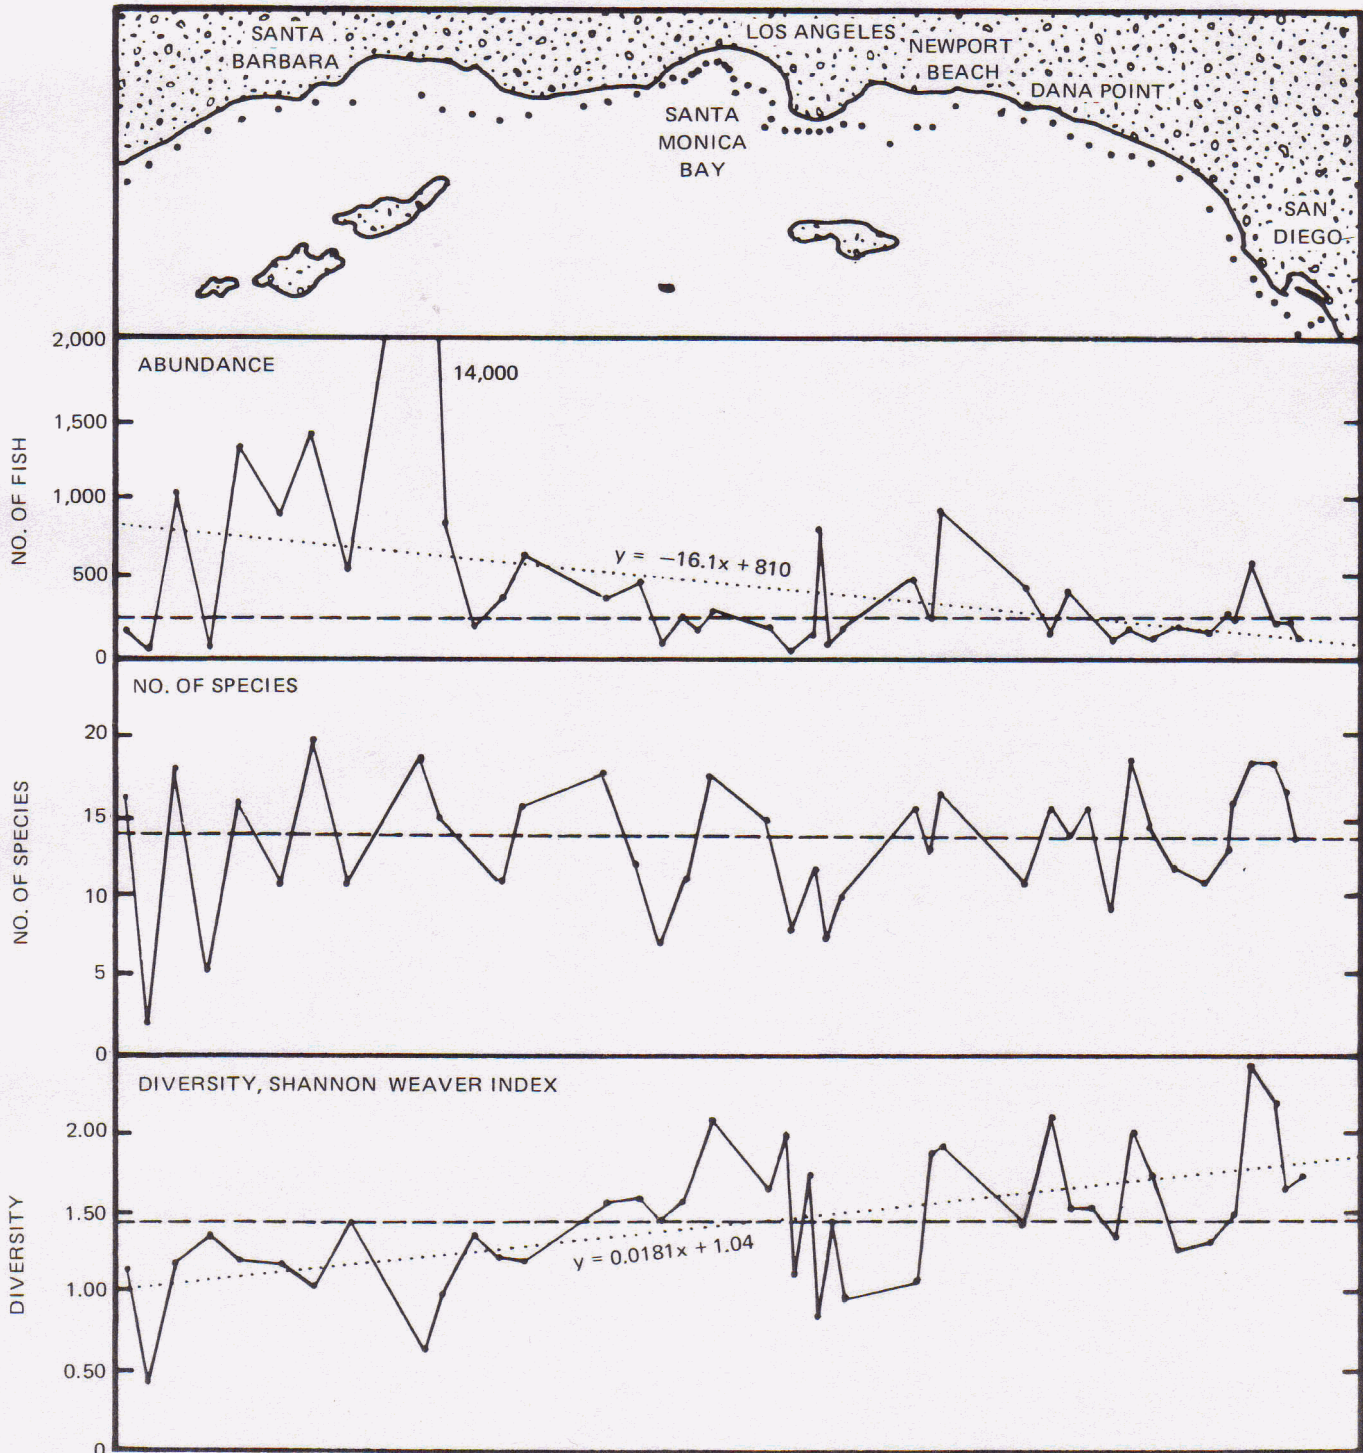 SANTA
BARBARA
LOS ANGELES
NEWPORT
BEACH
DANA POINT
SANTA
MONICA
BAY
SAN
DIEGO
ABUNDANCE
14,000
NO. OF FISH
2,000
1,500
1,000
500
0
y = −16.1x + 810
NO. OF SPECIES
NO. OF SPECIES
20
15
10
5
0
DIVERSITY, SHANNON WEAVER INDEX
DIVERSITY
2.00
1.50
1.00
0.50
0
y = 0.0181x + 1.04